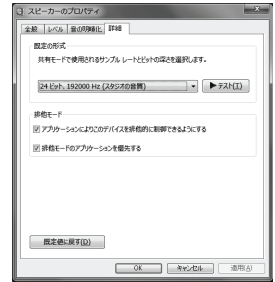 スピーカーのプロパティ
全般 レベル 音の明瞭化 詳細
既定の形式
共有モードで使用されるサンプル レートとビットの深さを選択します。
24 ビット、192000 Hz (スタジオの音質) ▶テスト(T)
排他モード
アプリケーションによりこのデバイスを排他的に制御できるようにする
排他モードのアプリケーションを優先する
既定値に戻す(D)
OK キャンセル 適用(A)